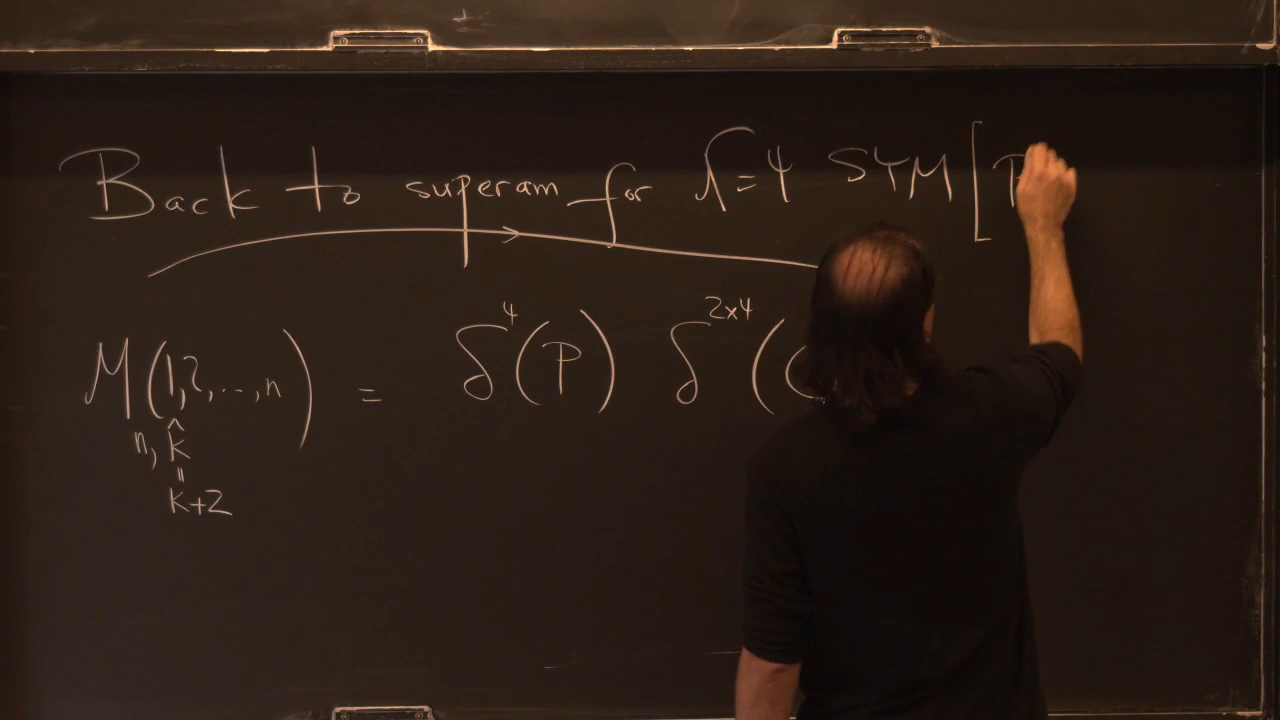 Back to superam for N=4 SYM [P
M(1,2,...,n) = δ⁴(P) δ²ˣ⁴(
n, k̂
=
k+2